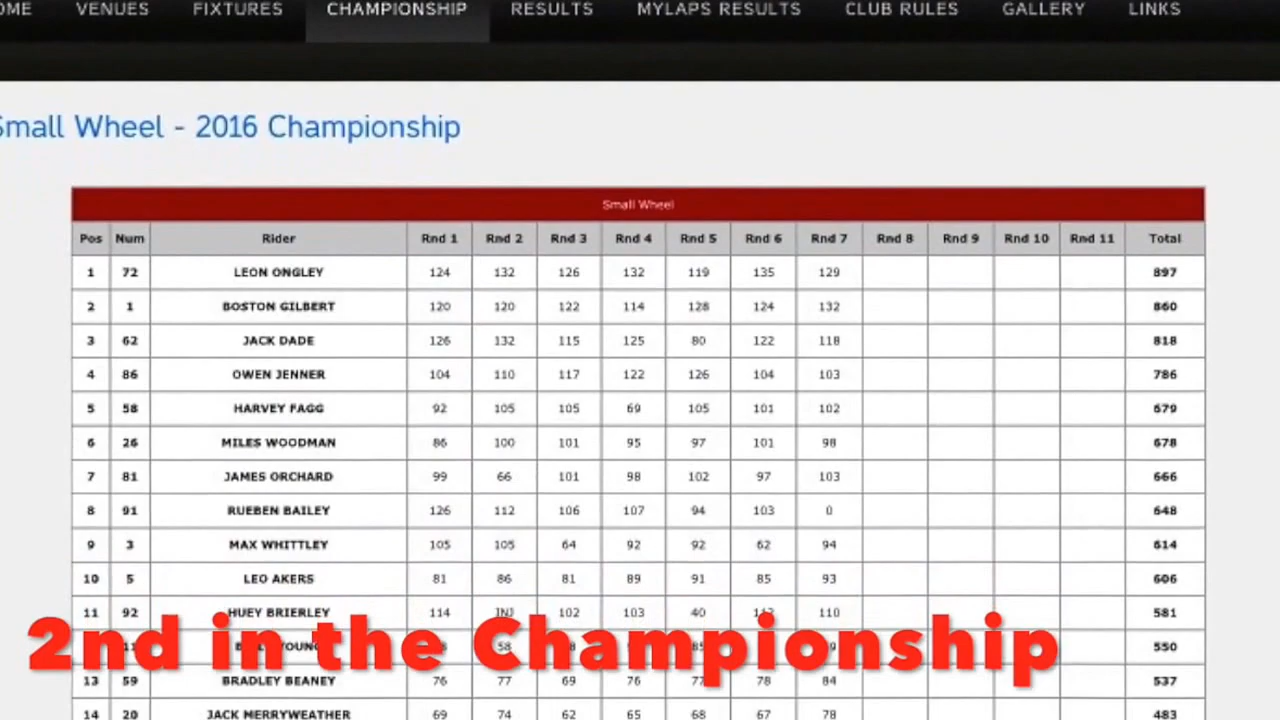 OME VENUES FIXTURES CHAMPIONSHIP RESULTS MYLAPS RESULTS CLUB RULES GALLERY LINKS
Small Wheel - 2016 Championship
Small Wheel
Pos Num Rider Rnd 1 Rnd 2 Rnd 3 Rnd 4 Rnd 5 Rnd 6 Rnd 7 Rnd 8 Rnd 9 Rnd 10 Rnd 11 Total
1 72 LEON ONGLEY 124 132 126 132 119 135 129 897
2 1 BOSTON GILBERT 120 120 122 114 128 124 132 860
3 62 JACK DADE 126 132 115 125 80 122 118 818
4 86 OWEN JENNER 104 110 117 122 126 104 103 786
5 58 HARVEY FAGG 92 105 105 69 105 101 102 679
6 26 MILES WOODMAN 86 100 101 95 97 101 98 678
7 81 JAMES ORCHARD 99 66 101 98 102 97 103 666
8 91 RUEBEN BAILEY 126 112 106 107 94 103 0 648
9 3 MAX WHITTLEY 105 105 64 92 92 62 94 614
10 5 LEO AKERS 81 86 81 89 91 85 93 606
11 92 HUEY BRIERLEY 114 INJ 102 103 40 110 581
2nd in the Championship
YOUNG 58 550
13 59 BRADLEY BEANEY 76 77 69 76 77 78 84 537
14 20 JACK MERRYWEATHER 69 74 62 65 68 67 78 483